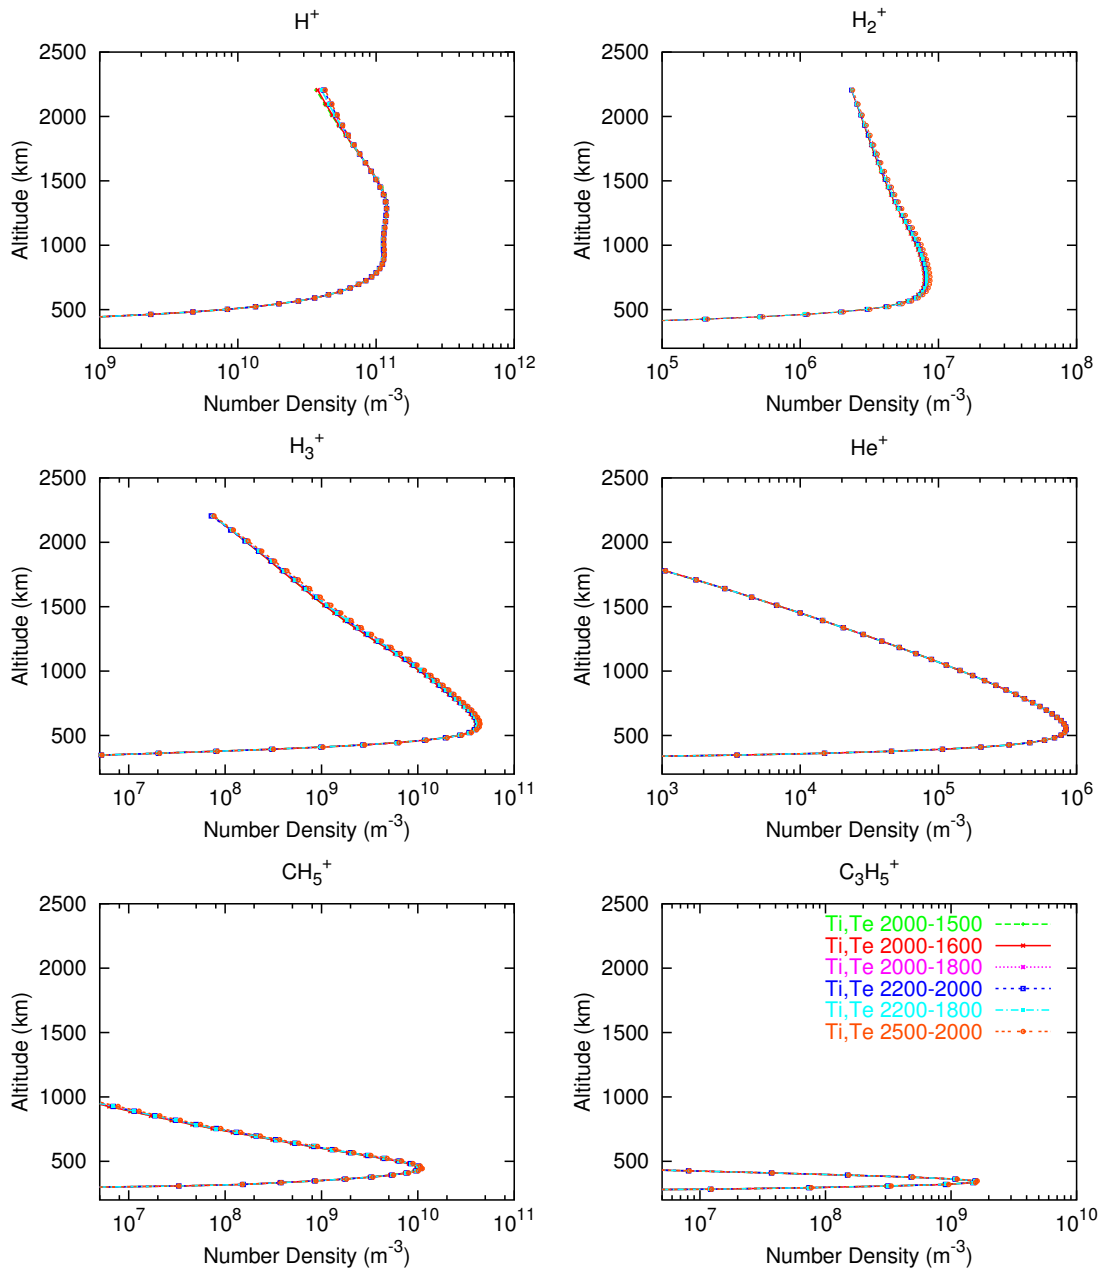 H+
2500
2000
1500
1000
500
Altitude (km)
10^9 10^10 10^11 10^12
Number Density (m^-3)
H2+
2500
2000
1500
1000
500
Altitude (km)
10^5 10^6 10^7 10^8
Number Density (m^-3)
H3+
2500
2000
1500
1000
500
Altitude (km)
10^7 10^8 10^9 10^10 10^11
Number Density (m^-3)
He+
2500
2000
1500
1000
500
Altitude (km)
10^3 10^4 10^5 10^6
Number Density (m^-3)
CH5+
2500
2000
1500
1000
500
Altitude (km)
10^7 10^8 10^9 10^10 10^11
Number Density (m^-3)
C3H5+
2500
2000
1500
1000
500
Altitude (km)
Ti,Te 2000-1500
Ti,Te 2000-1600
Ti,Te 2000-1800
Ti,Te 2200-2000
Ti,Te 2200-1800
Ti,Te 2500-2000
10^7 10^8 10^9 10^10
Number Density (m^-3)